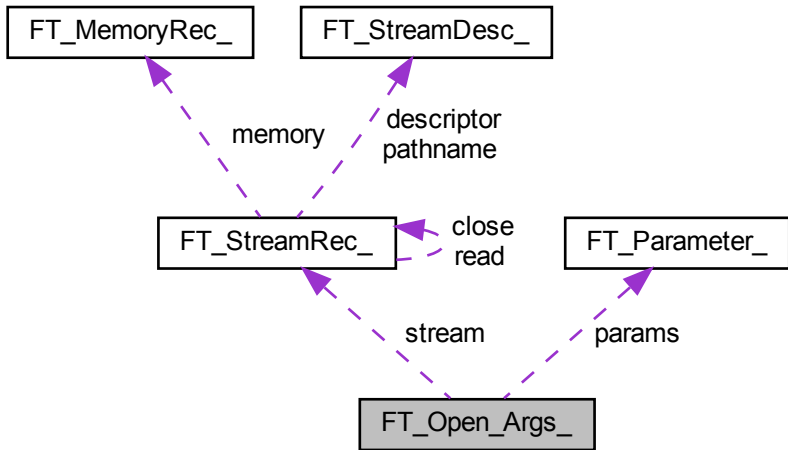 FT_MemoryRec_
FT_StreamDesc_
memory
descriptor
pathname
FT_StreamRec_
close
read
FT_Parameter_
stream
params
FT_Open_Args_